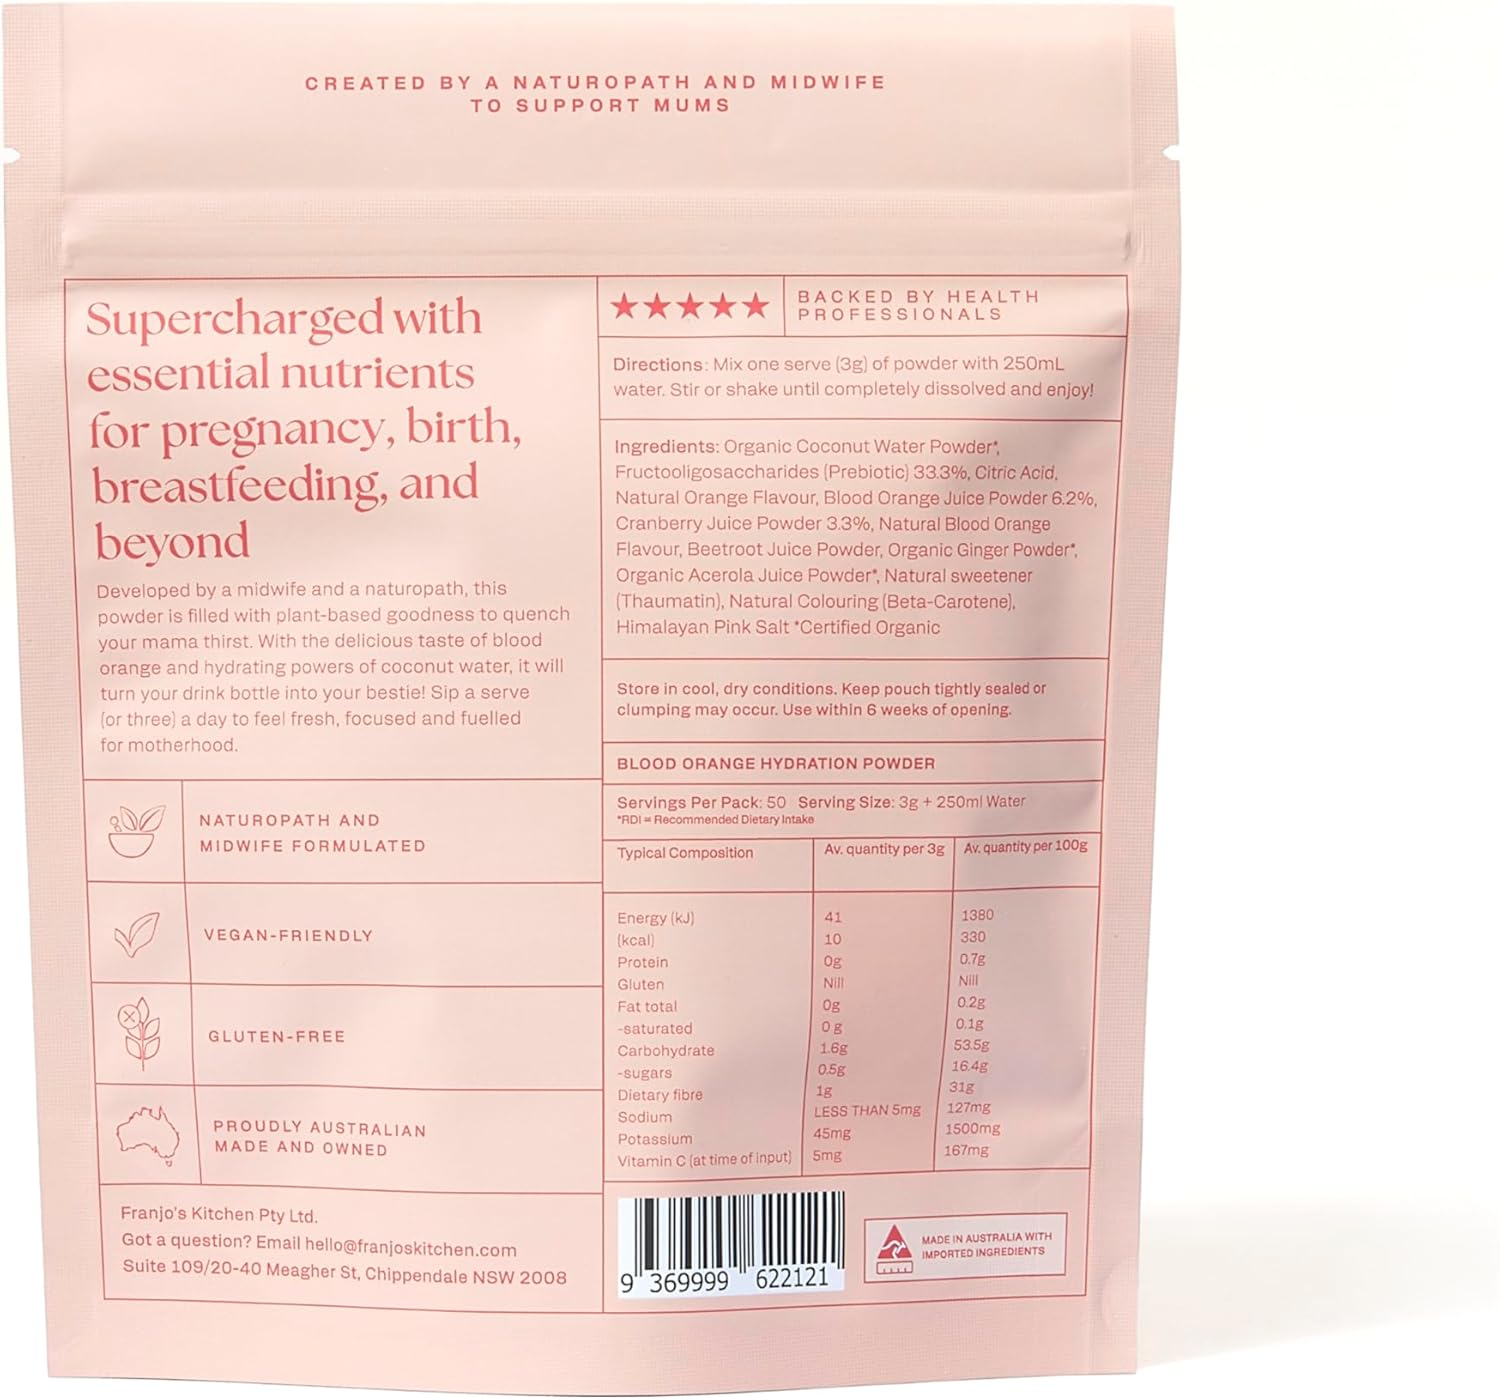 CREATED BY A NATUROPATH AND MIDWIFE
TO SUPPORT MUMS
Supercharged with
essential nutrients
for pregnancy, birth,
breastfeeding, and
beyond
Developed by a midwife and a naturopath, this
powder is filled with plant-based goodness to quench
your mama thirst. With the delicious taste of blood
orange and hydrating powers of coconut water, it will
turn your drink bottle into your bestie! Sip a serve
(or three) a day to feel fresh, focused and fuelled
for motherhood.
NATUROPATH AND
MIDWIFE FORMULATED
VEGAN-FRIENDLY
GLUTEN-FREE
PROUDLY AUSTRALIAN
MADE AND OWNED
Franjo's Kitchen Pty Ltd.
Got a question? Email hello@franjoskitchen.com
Suite 109/20-40 Meagher St, Chippendale NSW 2008
BACKED BY HEALTH
PROFESSIONALS
Directions: Mix one serve (3g) of powder with 250mL
water. Stir or shake until completely dissolved and enjoy!
Ingredients: Organic Coconut Water Powder*,
Fructooligosaccharides (Prebiotic) 33.3%, Citric Acid,
Natural Orange Flavour, Blood Orange Juice Powder 6.2%,
Cranberry Juice Powder 3.3%, Natural Blood Orange
Flavour, Beetroot Juice Powder, Organic Ginger Powder*,
Organic Acerola Juice Powder*, Natural sweetener
(Thaumatin), Natural Colouring (Beta-Carotene),
Himalayan Pink Salt *Certified Organic
Store in cool, dry conditions. Keep pouch tightly sealed or
clumping may occur. Use within 6 weeks of opening.
BLOOD ORANGE HYDRATION POWDER
Servings Per Pack: 50 Serving Size: 3g + 250ml Water
*RDI = Recommended Dietary Intake
Typical Composition Av. quantity per 3g Av. quantity per 100g
Energy (kJ) 41 1380
(kcal) 10 330
Protein 0g 0.7g
Gluten Nill Nill
Fat total 0g 0.2g
-saturated 0 g 0.1g
Carbohydrate 1.6g 53.5g
-sugars 0.5g 16.4g
Dietary fibre 1g 31g
Sodium LESS THAN 5mg 127mg
Potassium 45mg 1500mg
Vitamin C (at time of input) 5mg 167mg
9 369999 622121
MADE IN AUSTRALIA WITH
IMPORTED INGREDIENTS